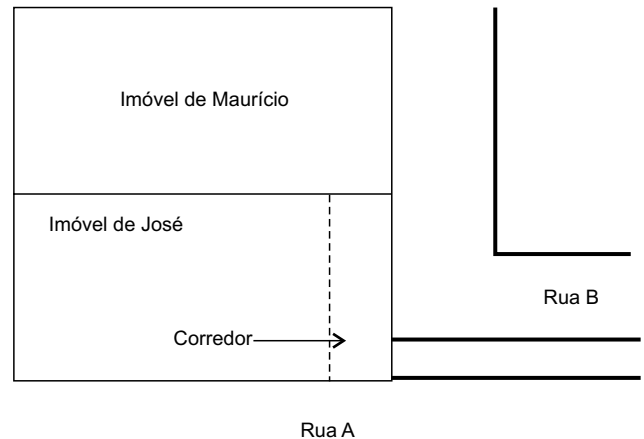 Imóvel de Maurício
Imóvel de José
Rua B
Corredor
Rua A